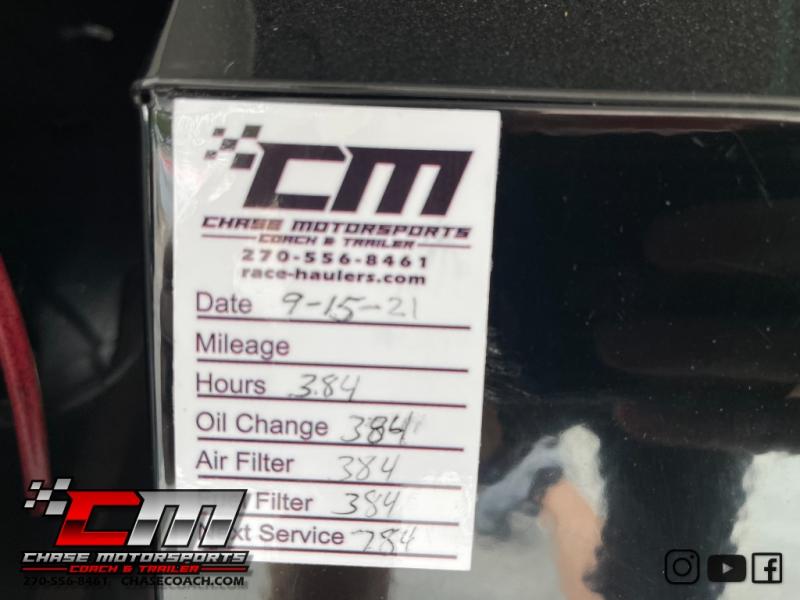 CM
CHASE MOTORSPORTS
COACH & TRAILER
270-556-8461
race-haulers.com
Date 9-15-21
Mileage
Hours 384
Oil Change 384
Air Filter 384
Filter 384
Next Service 784
CM
CHASE MOTORSPORTS
COACH & TRAILER
270-556-8461 CHASECOACH.COM